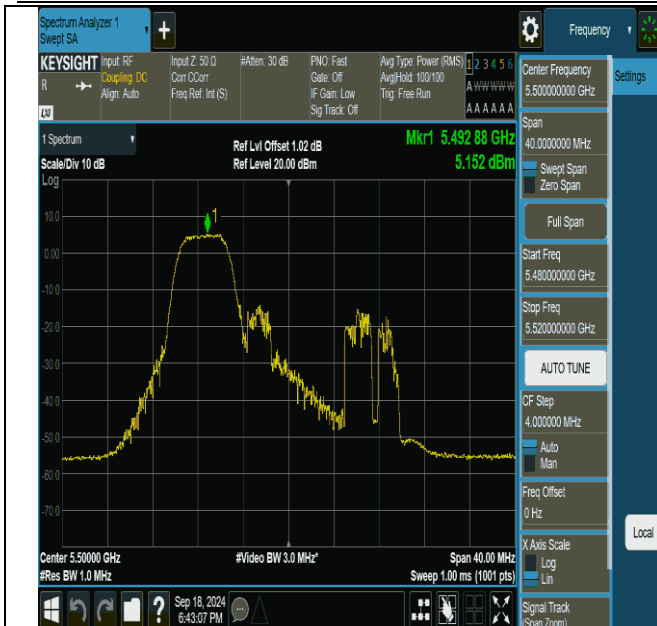 Spectrum Analyzer 1
Swept SA
Frequency
KEYSIGHT
R
LXI
Input: RF
Coupling: DC
Align: Auto
Input Z: 50 Ω
Corr CCorr
Freq Ref: Int (S)
#Atten: 30 dB
PNO: Fast
Gate: Off
IF Gain: Low
Sig Track: Off
Avg Type: Power (RMS)
Avg|Hold: 100/100
Trig: Free Run
1 2 3 4 5 6
A W W W W W
A A A A A A
1 Spectrum
Scale/Div 10 dB
Log
Ref Lvl Offset 1.02 dB
Ref Level 20.00 dBm
Mkr1 5.492 88 GHz
5.152 dBm
1
10.0
0.00
-10.0
-20.0
-30.0
-40.0
-50.0
-60.0
-70.0
Center 5.50000 GHz
#Res BW 1.0 MHz
#Video BW 3.0 MHz*
Span 40.00 MHz
Sweep 1.00 ms (1001 pts)
Sep 18, 2024
6:43:07 PM
Center Frequency
5.500000000 GHz
Settings
Span
40.0000000 MHz
Swept Span
Zero Span
Full Span
Start Freq
5.480000000 GHz
Stop Freq
5.520000000 GHz
AUTO TUNE
CF Step
4.000000 MHz
Auto
Man
Freq Offset
0 Hz
X Axis Scale
Log
Lin
Local
Signal Track
(Span Zoom)